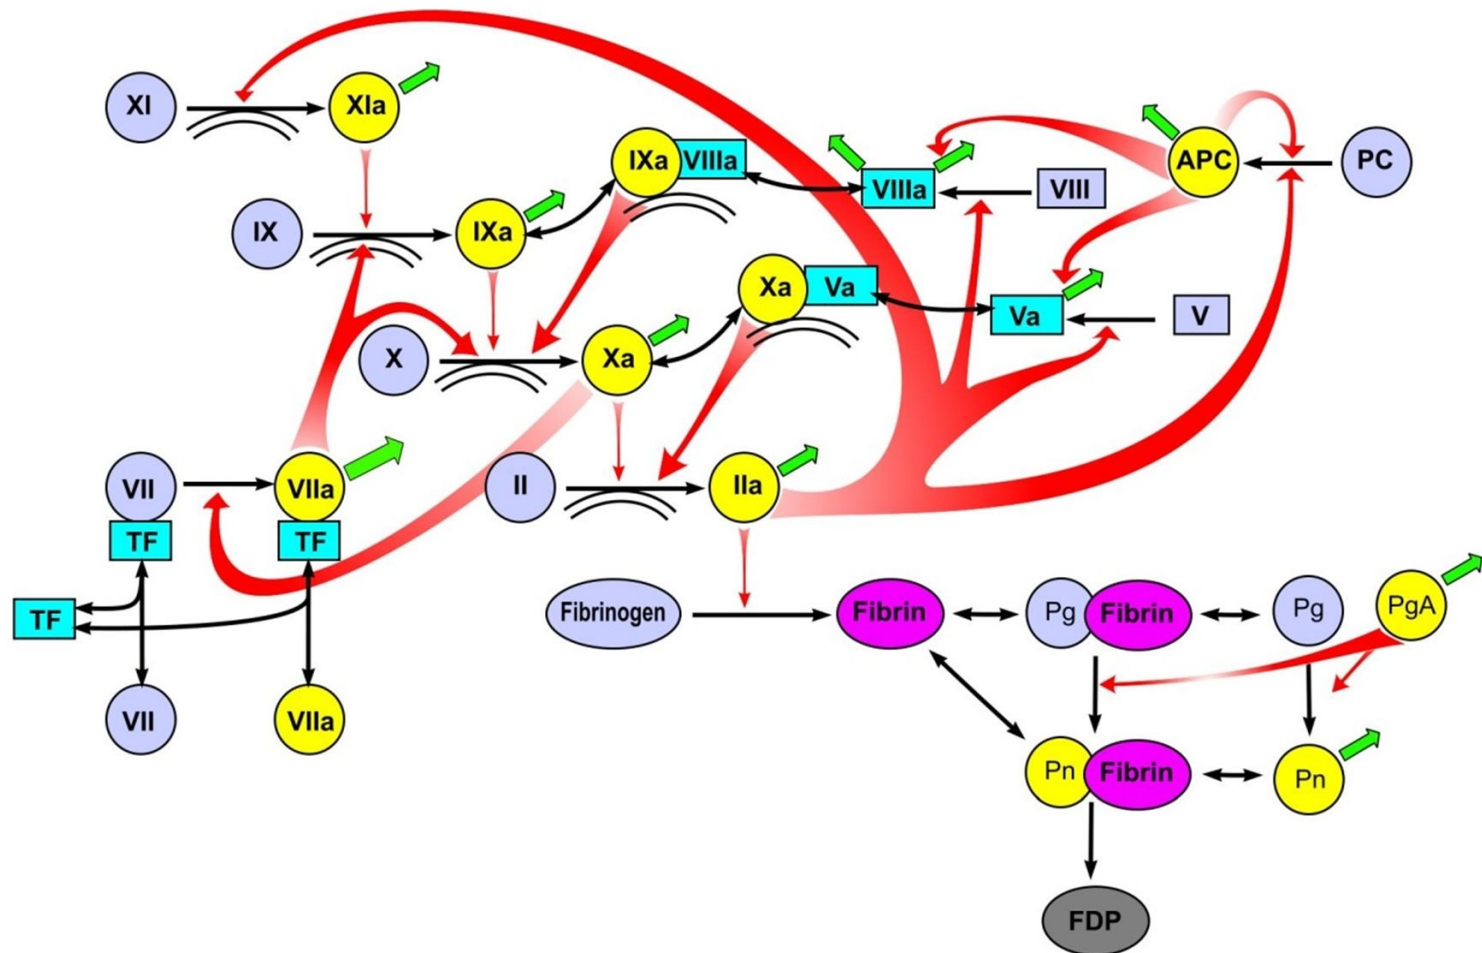 XI
XIa
IXa
VIIIa
VIIIa
VIII
APC
PC
IX
IXa
Xa
Va
Va
V
X
Xa
VII
VIIa
II
IIa
TF
TF
TF
Fibrinogen
Fibrin
Pg
Fibrin
Pg
PgA
VII
VIIa
Pn
Fibrin
Pn
FDP